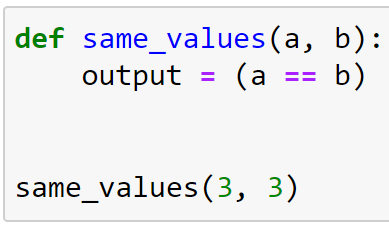 def same_values(a, b):
    output = (a == b)
same_values(3, 3)